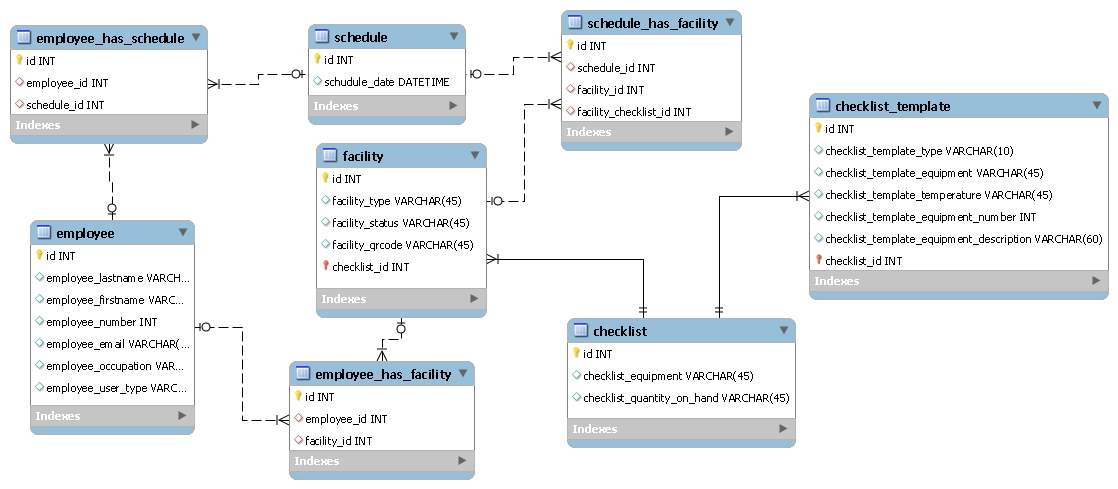 employee_has_schedule
id INT
employee_id INT
schedule_id INT
Indexes
schedule
id INT
schudule_date DATETIME
Indexes
schedule_has_facility
id INT
schedule_id INT
facility_id INT
facility_checklist_id INT
Indexes
checklist_template
id INT
checklist_template_type VARCHAR(10)
checklist_template_equipment VARCHAR(45)
checklist_template_temperature VARCHAR(45)
checklist_template_equipment_number INT
checklist_template_equipment_description VARCHAR(60)
checklist_id INT
Indexes
facility
id INT
facility_type VARCHAR(45)
facility_status VARCHAR(45)
facility_qrcode VARCHAR(45)
checklist_id INT
Indexes
employee
id INT
employee_lastname VARCH...
employee_firstname VARC...
employee_number INT
employee_email VARCHAR(...
employee_occupation VAR...
employee_user_type VARC...
Indexes
checklist
id INT
checklist_equipment VARCHAR(45)
checklist_quantity_on_hand VARCHAR(45)
Indexes
employee_has_facility
id INT
employee_id INT
facility_id INT
Indexes